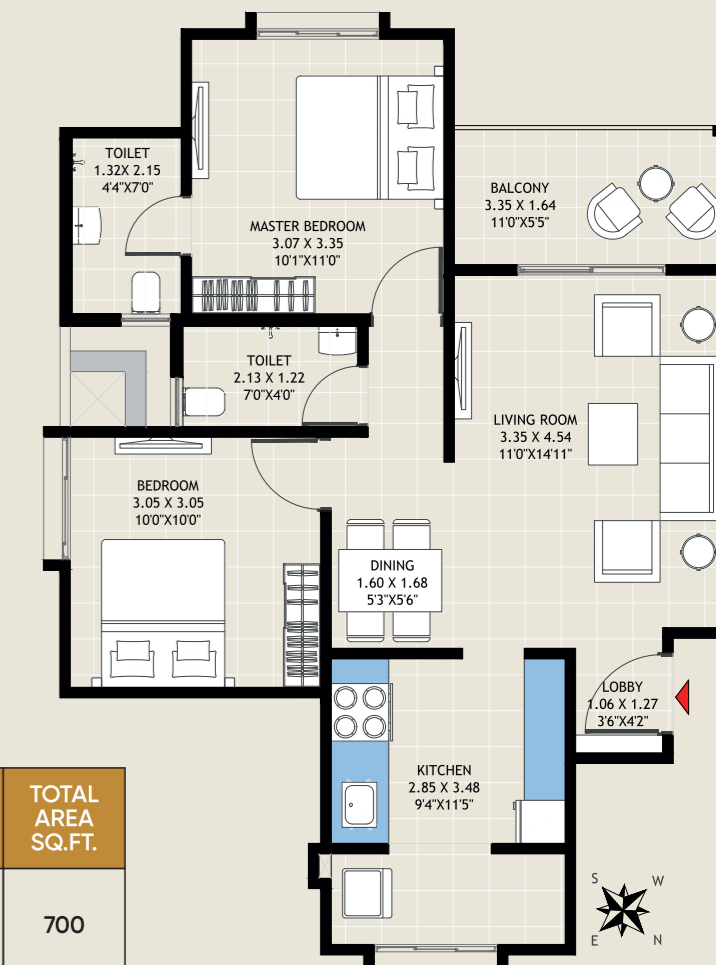 TOILET
1.32X 2.15
4'4"X7'0"
MASTER BEDROOM
3.07 X 3.35
10'1"X11'0"
BALCONY
3.35 X 1.64
11'0"X5'5"
TOILET
2.13 X 1.22
7'0"X4'0"
LIVING ROOM
3.35 X 4.54
11'0"X14'11"
BEDROOM
3.05 X 3.05
10'0"X10'0"
DINING
1.60 X 1.68
5'3"X5'6"
LOBBY
1.06 X 1.27
3'6"X4'2"
KITCHEN
2.85 X 3.48
9'4"X11'5"
TOTAL
AREA
SQ.FT.
700
S W
E N